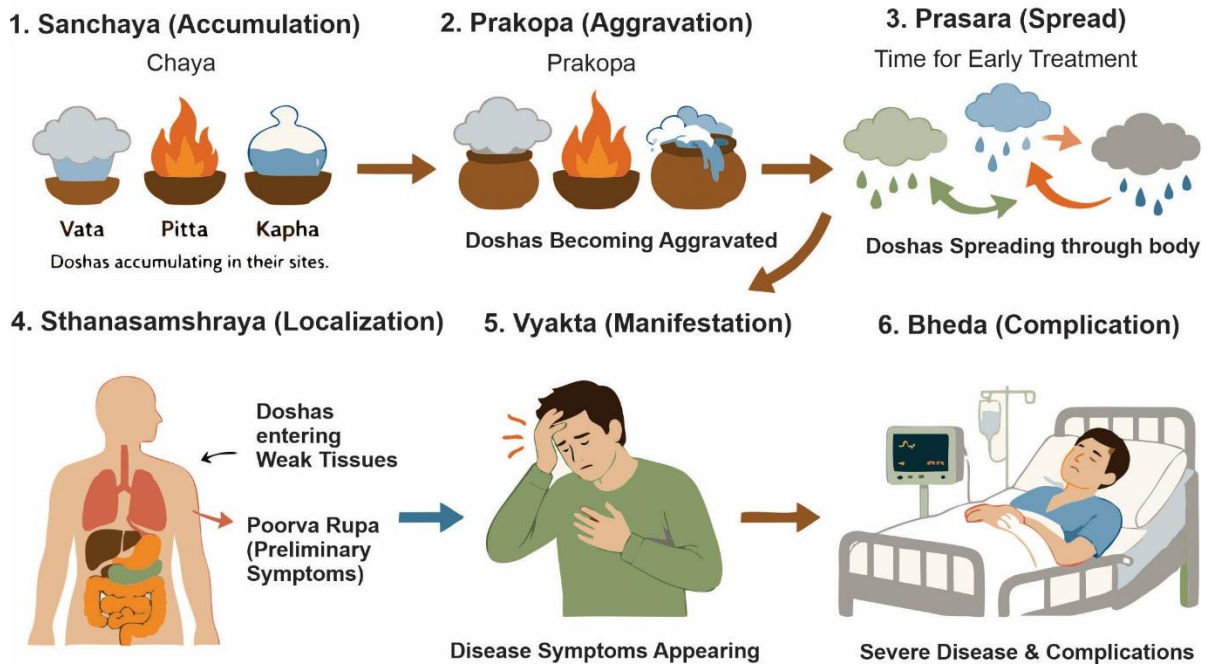 1. Sanchaya (Accumulation)
Chaya
Vata
Pitta
Kapha
Doshas accumulating in their sites.
2. Prakopa (Aggravation)
Prakopa
Doshas Becoming Aggravated
3. Prasara (Spread)
Time for Early Treatment
Doshas Spreading through body
4. Sthanasamshraya (Localization)
Doshas
entering
Weak Tissues
Poorva Rupa
(Preliminary
Symptoms)
5. Vyakta (Manifestation)
Disease Symptoms Appearing
6. Bheda (Complication)
Severe Disease & Complications